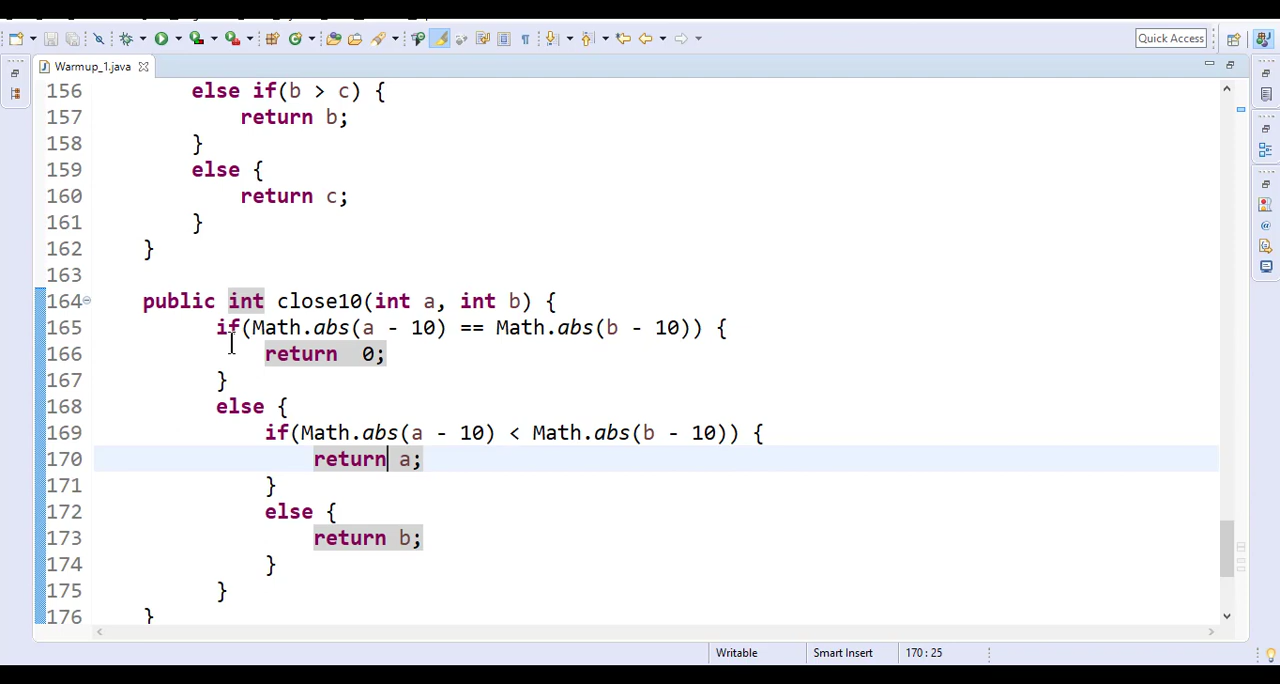 Quick Access
Warmup_1.java
156 else if(b > c) {
157 return b;
158 }
159 else {
160 return c;
161 }
162 }
163
164 public int close10(int a, int b) {
165 if(Math.abs(a - 10) == Math.abs(b - 10)) {
166 return  0;
167 }
168 else {
169 if(Math.abs(a - 10) < Math.abs(b - 10)) {
170 return a;
171 }
172 else {
173 return b;
174 }
175 }
176 }
Writable Smart Insert 170 : 25